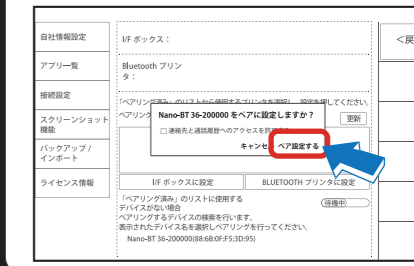 自社情報設定
アプリ一覧
接続設定
スクリーンショット
機能
バックアップ /
インポート
ライセンス情報
I/F ボックス：
Bluetooth プリン
タ：
「ペアリング済み」のリストから使用するプリンタを選択し、設定を押してください。
ペアリング
更新
Nano-BT 36-200000 をペアに設定しますか？
□ 連絡先と通話履歴へのアクセスを許可する
キャンセル ペア設定する
I/F ボックスに設定
BLUETOOTH プリンタに設定
「ペアリング済み」のリストに使用する
デバイスがない場合
ペアリングするデバイスの検索を行います。
表示されたデバイス名を選択しペアリングを行ってください。
(待機中)
Nano-BT 36-200000(88:6B:0F:F5:3D:95)
<戻